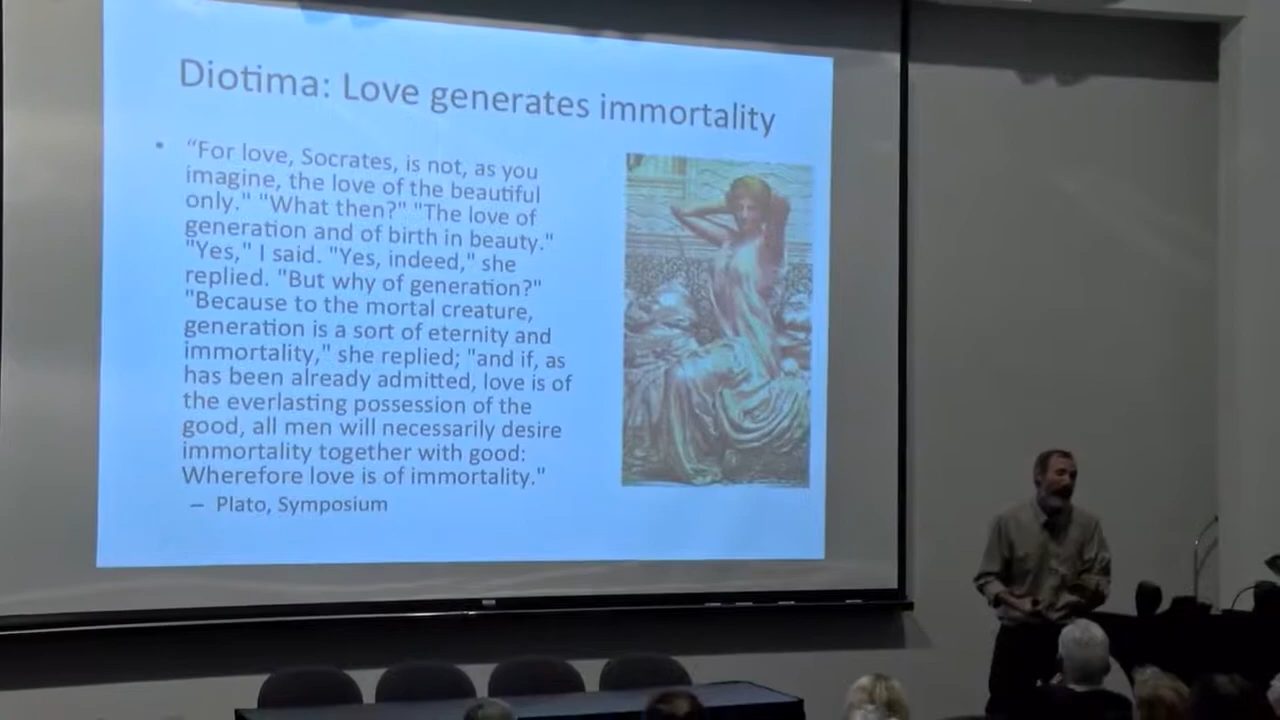 Diotima: Love generates immortality
• “For love, Socrates, is not, as you
imagine, the love of the beautiful
only." "What then?" "The love of
generation and of birth in beauty."
"Yes," I said. "Yes, indeed," she
replied. "But why of generation?"
"Because to the mortal creature,
generation is a sort of eternity and
immortality," she replied; "and if, as
has been already admitted, love is of
the everlasting possession of the
good, all men will necessarily desire
immortality together with good:
Wherefore love is of immortality."
– Plato, Symposium